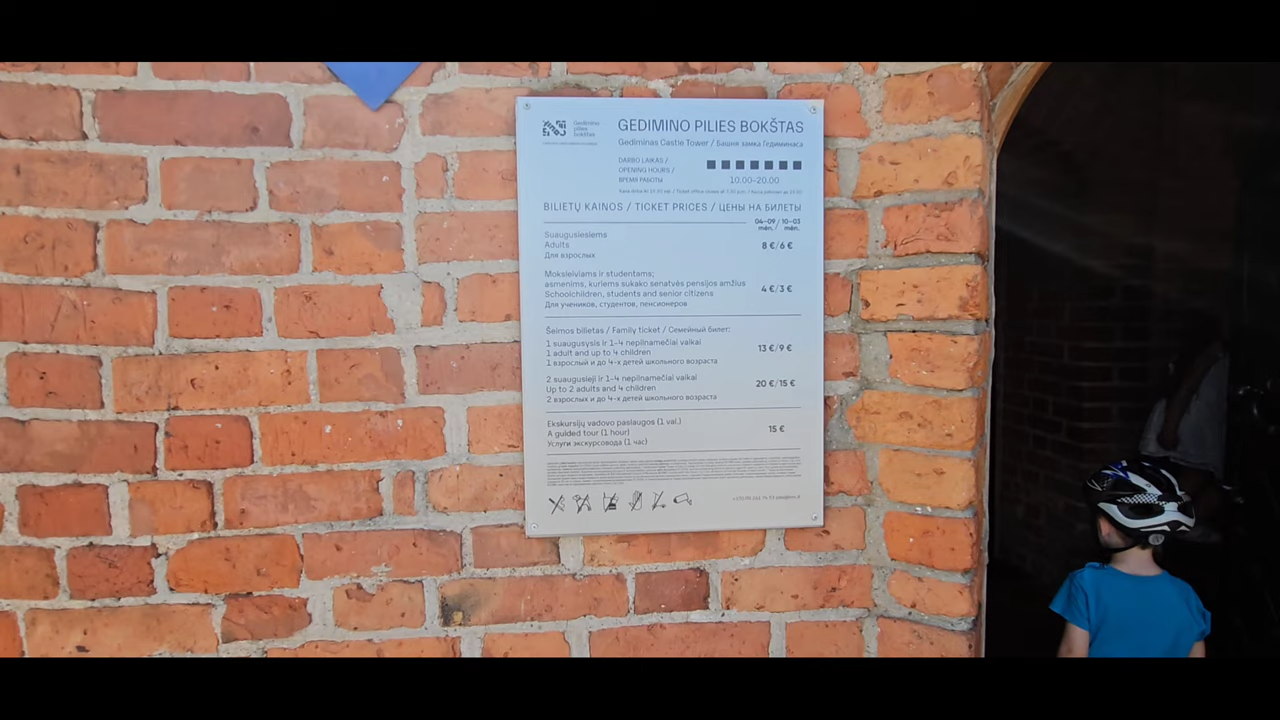 Gedimino
pilies
bokštas
GEDIMINO PILIES BOKŠTAS
Gediminas Castle Tower / Башня замка Гедиминаса
DARBO LAIKAS /
OPENING HOURS /
ВРЕМЯ РАБОТЫ
10.00–20.00
BILIETŲ KAINOS / TICKET PRICES / ЦЕНЫ НА БИЛЕТЫ
04–09 / 10–03
mėn. / mėn.
Suaugusiesiems
Adults
Для взрослых
8 €/6 €
Moksleiviams ir studentams;
asmenims, kuriems sukako senatvės pensijos amžius
Schoolchildren, students and senior citizens
Для учеников, студентов, пенсионеров
4 €/3 €
Šeimos bilietas / Family ticket / Семейный билет:
1 suaugusysis ir 1–4 nepilnamečiai vaikai
1 adult and up to 4 children
1 взрослый и до 4-х детей школьного возраста
13 €/9 €
2 suaugusieji ir 1–4 nepilnamečiai vaikai
Up to 2 adults and 4 children
2 взрослых и до 4-х детей школьного возраста
20 €/15 €
Ekskursijų vadovo paslaugos (1 val.)
A guided tour (1 hour)
Услуги экскурсовода (1 час)
15 €